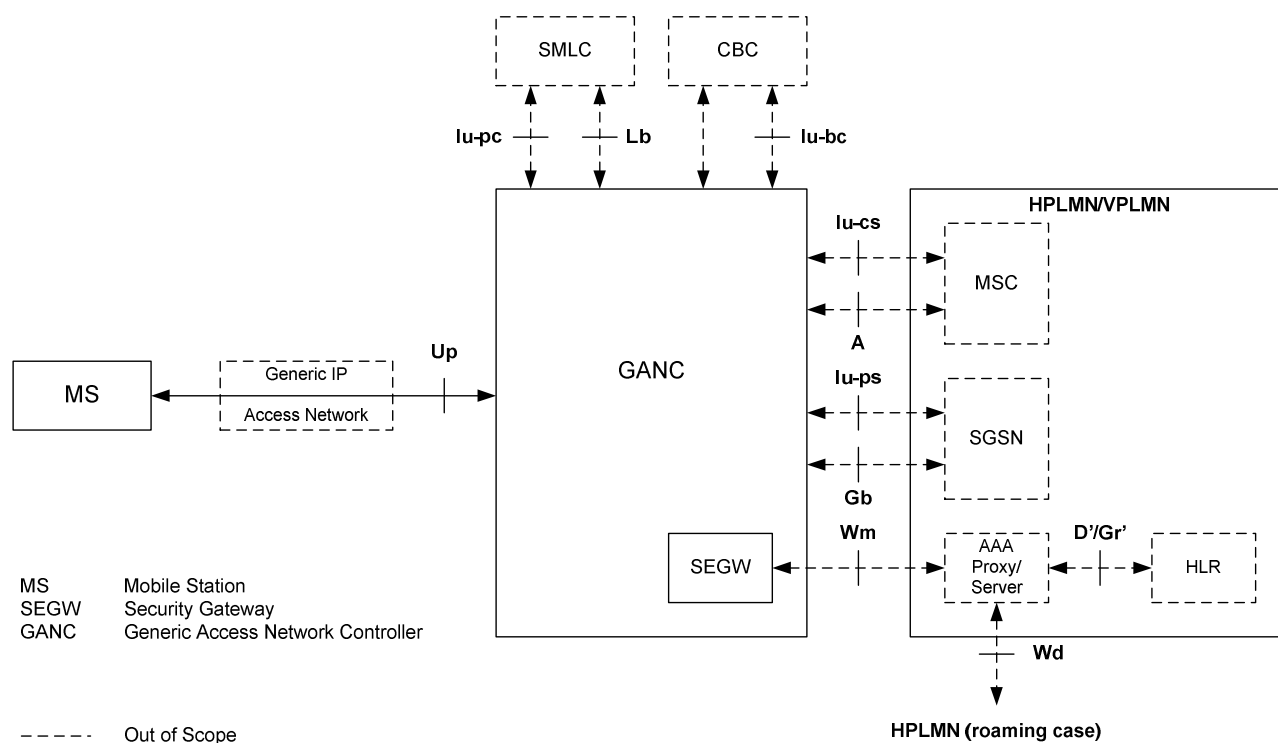 SMLC
CBC
Iu-pc
Lb
Iu-bc
HPLMN/VPLMN
Iu-cs
MSC
A
Up
GANC
Iu-ps
MS
Generic IP
Access Network
SGSN
Gb
Wm
D’/Gr’
SEGW
AAA
Proxy/
Server
HLR
MS Mobile Station
SEGW Security Gateway
GANC Generic Access Network Controller
Wd
HPLMN (roaming case)
Out of Scope